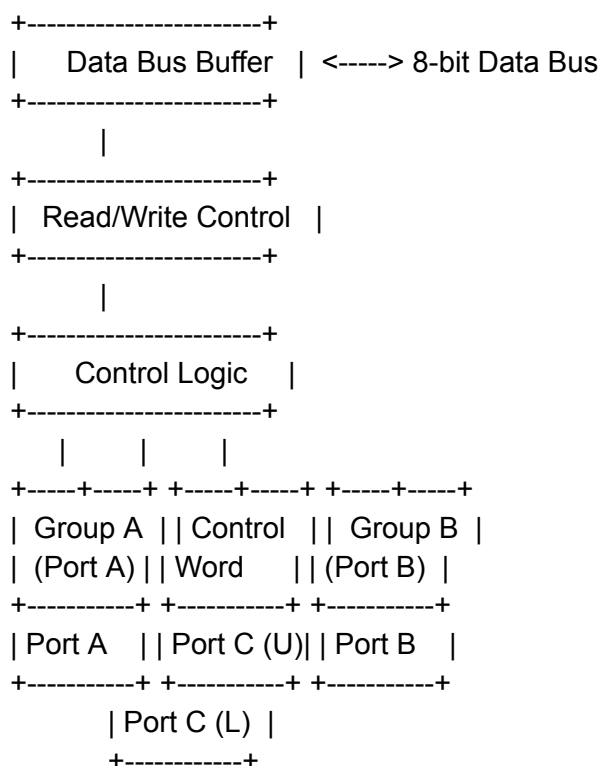 +------------------------+
| Data Bus Buffer | <-----> 8-bit Data Bus
+------------------------+
|
+------------------------+
| Read/Write Control |
+------------------------+
|
+------------------------+
| Control Logic |
+------------------------+
| | |
+-----+-----+ +-----+-----+ +-----+-----+
| Group A | | Control | | Group B |
| (Port A) | | Word | | (Port B) |
+-----------+ +-----------+ +-----------+
| Port A | | Port C (U)| | Port B |
+-----------+ +-----------+ +-----------+
| Port C (L) |
+------------+